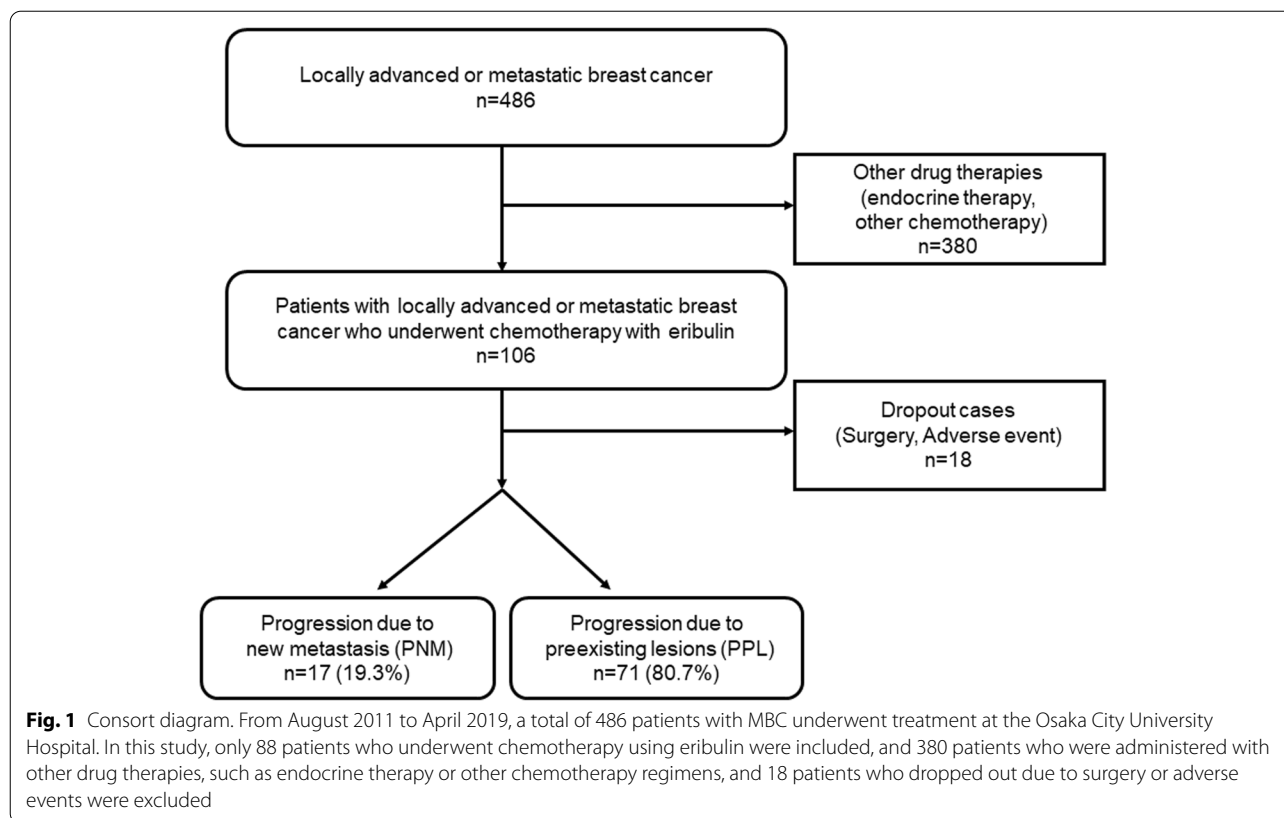 Locally advanced or metastatic breast cancer
n=486
Other drug therapies
(endocrine therapy,
other chemotherapy)
n=380
Patients with locally advanced or metastatic breast
cancer who underwent chemotherapy with eribulin
n=106
Dropout cases
(Surgery, Adverse event)
n=18
Progression due to
new metastasis (PNM)
n=17 (19.3%)
Progression due to
preexisting lesions (PPL)
n=71 (80.7%)
Fig. 1 Consort diagram. From August 2011 to April 2019, a total of 486 patients with MBC underwent treatment at the Osaka City University
Hospital. In this study, only 88 patients who underwent chemotherapy using eribulin were included, and 380 patients who were administered with
other drug therapies, such as endocrine therapy or other chemotherapy regimens, and 18 patients who dropped out due to surgery or adverse
events were excluded